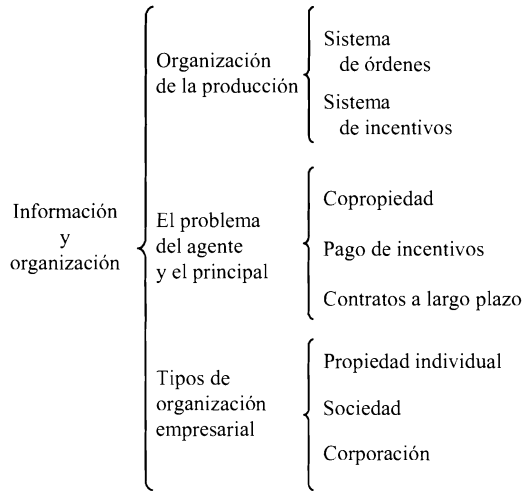 Información
y
organización
Organización
de la producción
Sistema
de órdenes
Sistema
de incentivos
El problema
del agente
y el principal
Copropiedad
Pago de incentivos
Contratos a largo plazo
Tipos de
organización
empresarial
Propiedad individual
Sociedad
Corporación